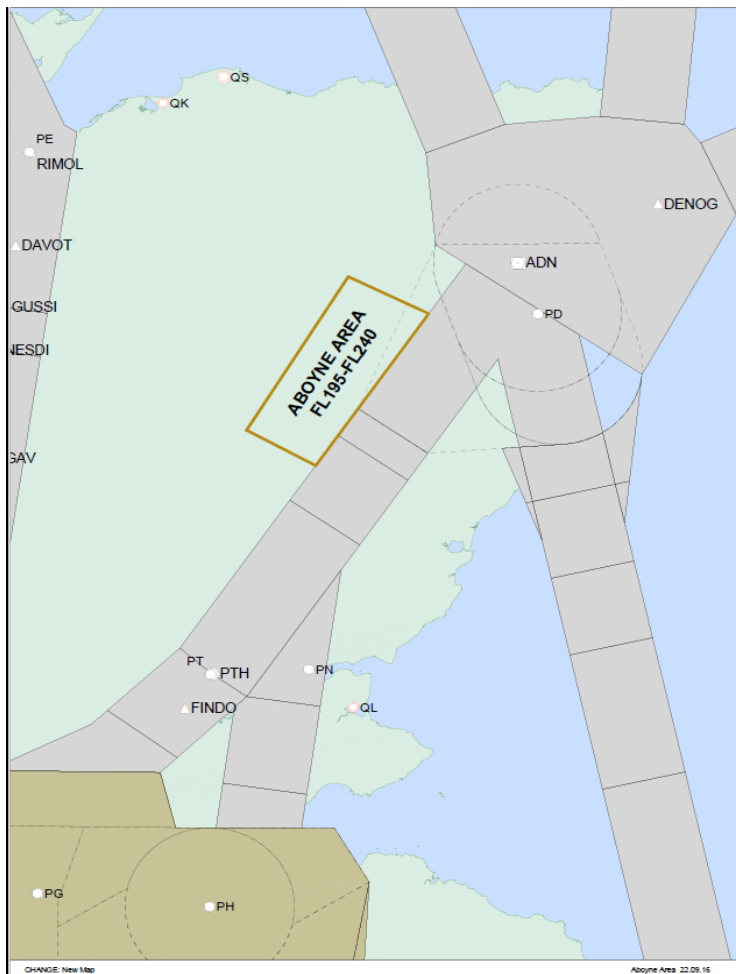 QS
QK
PE
RIMOL
DENOG
DAVOT
ADN
GUSSI
PD
ABOYNE AREA
FL195-FL240
NESDI
GAV
PT
PTH
PN
FINDO
QL
PG
PH
CHANGE: New Map
Aboyne Area 22.09.16